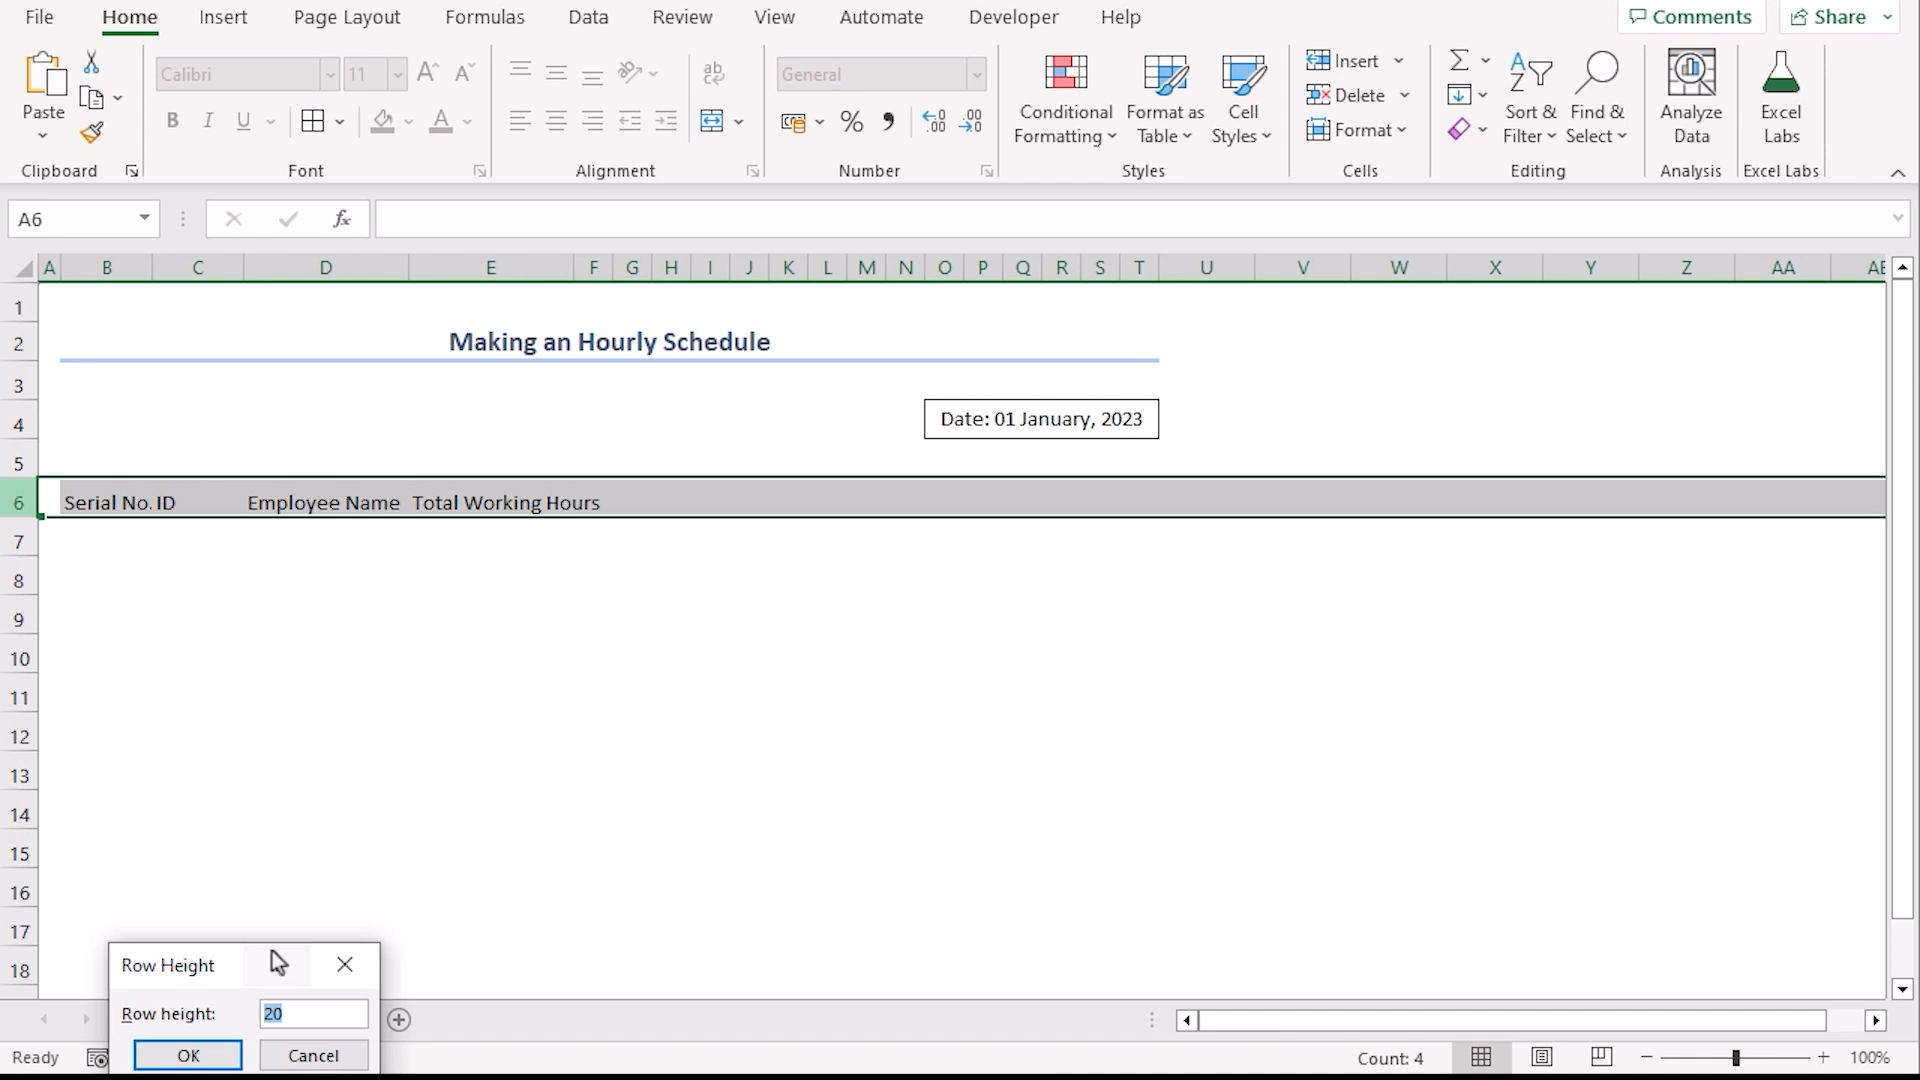 File Home Insert Page Layout Formulas Data Review View Automate Developer Help Comments Share
Calibri 11 General
Paste
B I U
ab
%
Conditional
Formatting
Format as
Table
Cell
Styles
Insert
Delete
Format
Sort &
Filter
Find &
Select
Analyze
Data
Excel
Labs
Clipboard Font Alignment Number Styles Cells Editing Analysis Excel Labs
A6 fx
A B C D E F G H I J K L M N O P Q R S T U V W X Y Z AA AE
1
2 Making an Hourly Schedule
3
4 Date: 01 January, 2023
5
6 Serial No. ID Employee Name Total Working Hours
7
8
9
10
11
12
13
14
15
16
17
18
Row Height
Row height: 20
OK Cancel
Ready Count: 4 100%